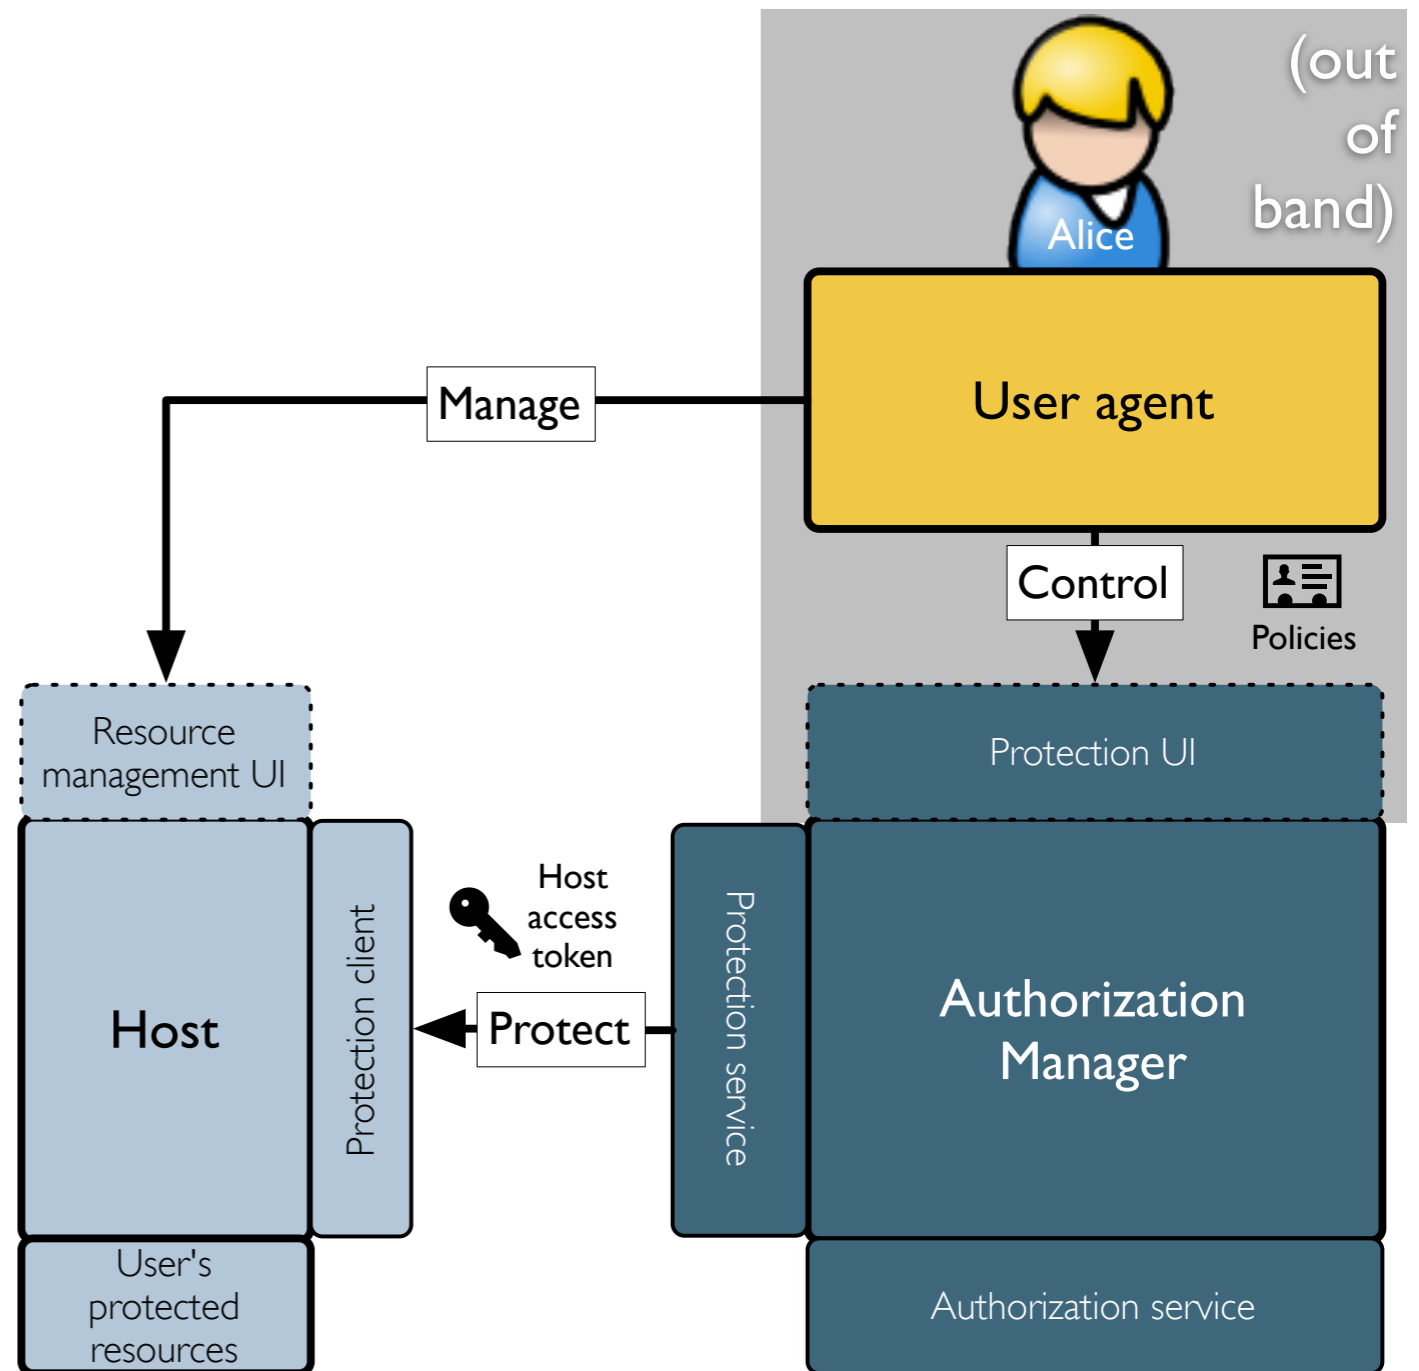 (out
of
band)
Alice
User agent
Manage
Control
Policies
Resource
management UI
Protection UI
Host
access
token
Protection client
Protection service
Host
Protect
Authorization
Manager
User's
protected
resources
Authorization service